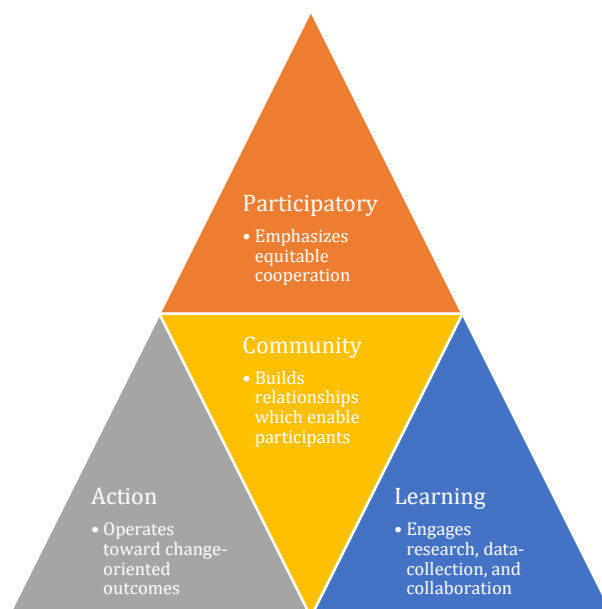 Participatory
• Emphasizes
equitable
cooperation
Community
• Builds
relationships
which enable
participants
Action
• Operates
toward change-
oriented
outcomes
Learning
• Engages
research, data-
collection, and
collaboration